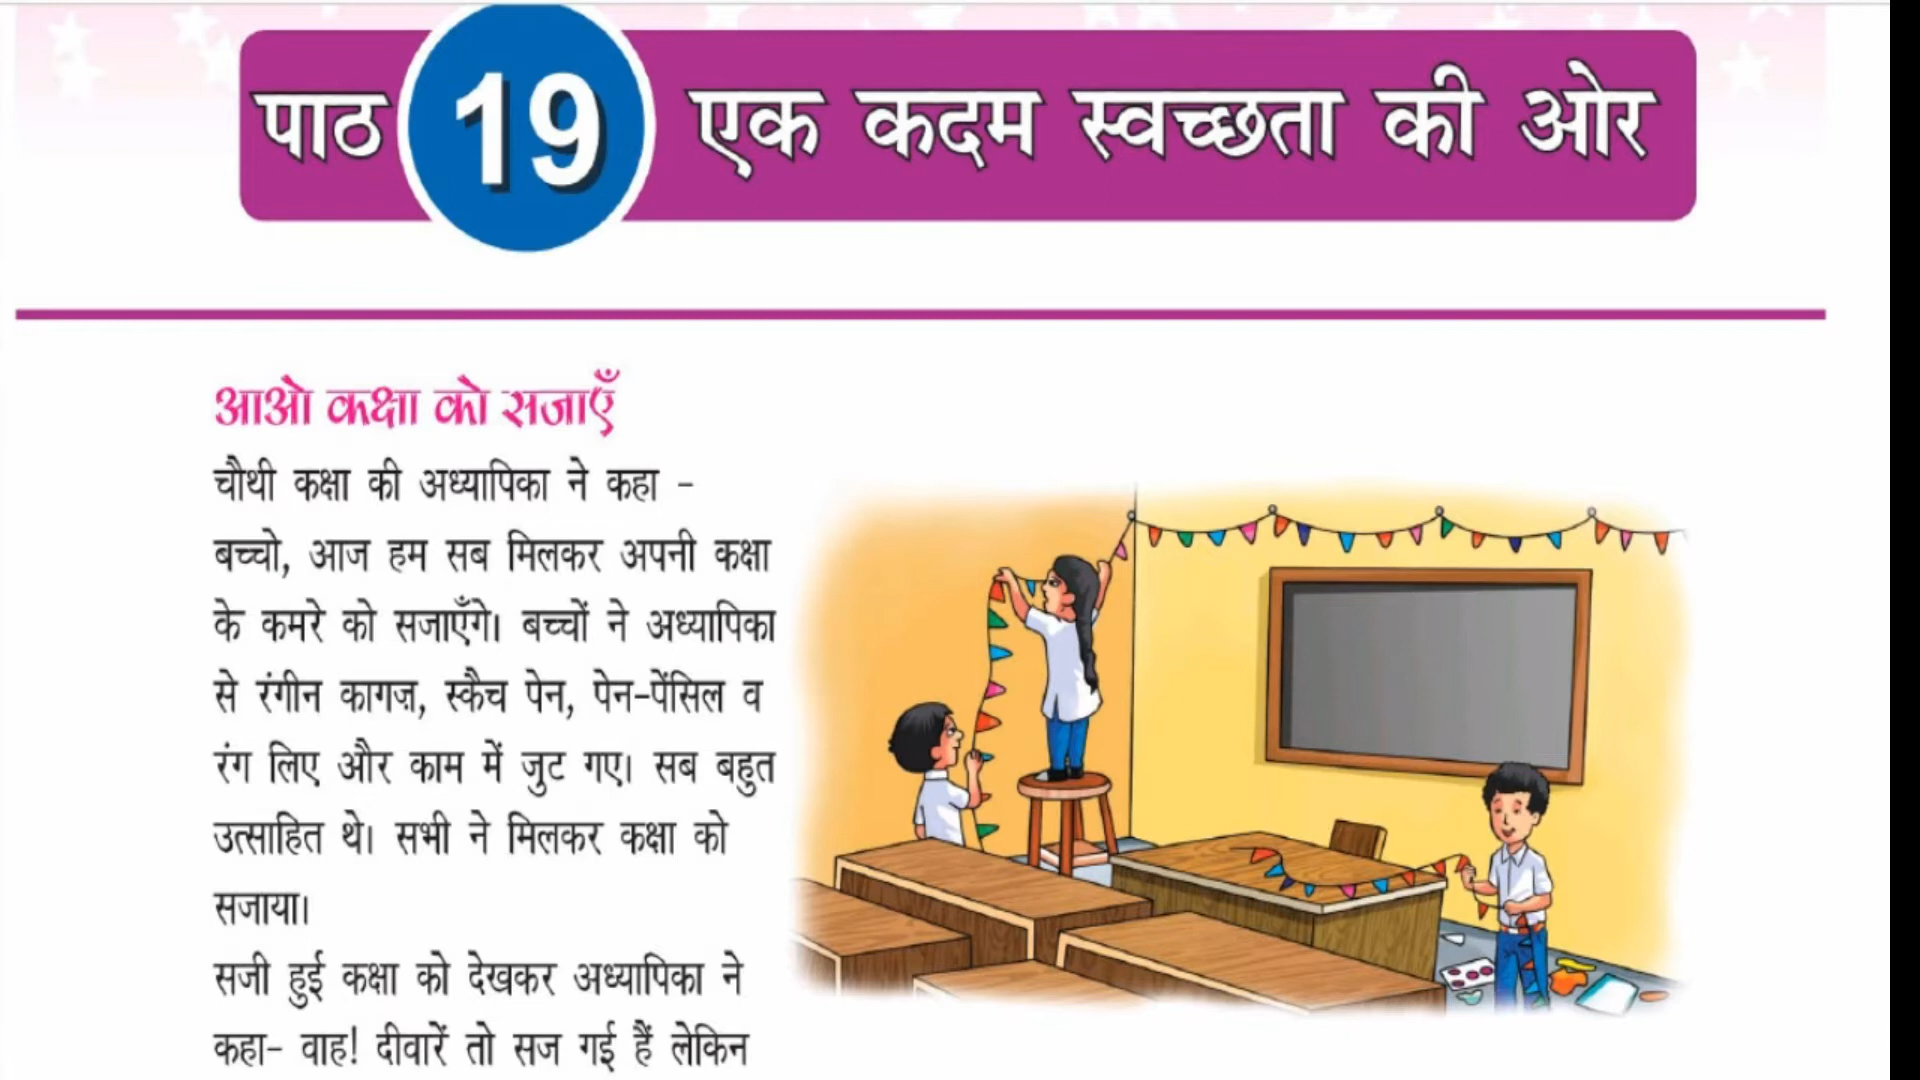 पाठ 19 एक कदम स्वच्छता की ओर
आओ कक्षा को सजाएँ
चौथी कक्षा की अध्यापिका ने कहा -
बच्चो, आज हम सब मिलकर अपनी कक्षा
के कमरे को सजाएँगे। बच्चों ने अध्यापिका
से रंगीन कागज़, स्कैच पेन, पेन-पेंसिल व
रंग लिए और काम में जुट गए। सब बहुत
उत्साहित थे। सभी ने मिलकर कक्षा को
सजाया।
सजी हुई कक्षा को देखकर अध्यापिका ने
कहा- वाह! दीवारें तो सज गई हैं लेकिन